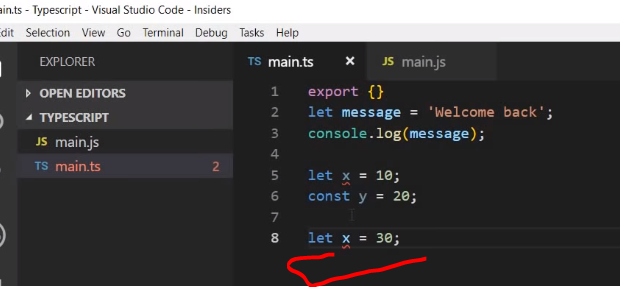 ain.ts - Typescript - Visual Studio Code - Insiders
dit Selection View Go Terminal Debug Tasks Help
EXPLORER
OPEN EDITORS
TYPESCRIPT
JS main.js
TS main.ts 2
TS main.ts × JS main.js
1 export {}
2 let message = 'Welcome back';
3 console.log(message);
4
5 let x = 10;
6 const y = 20;
7
8 let x = 30;